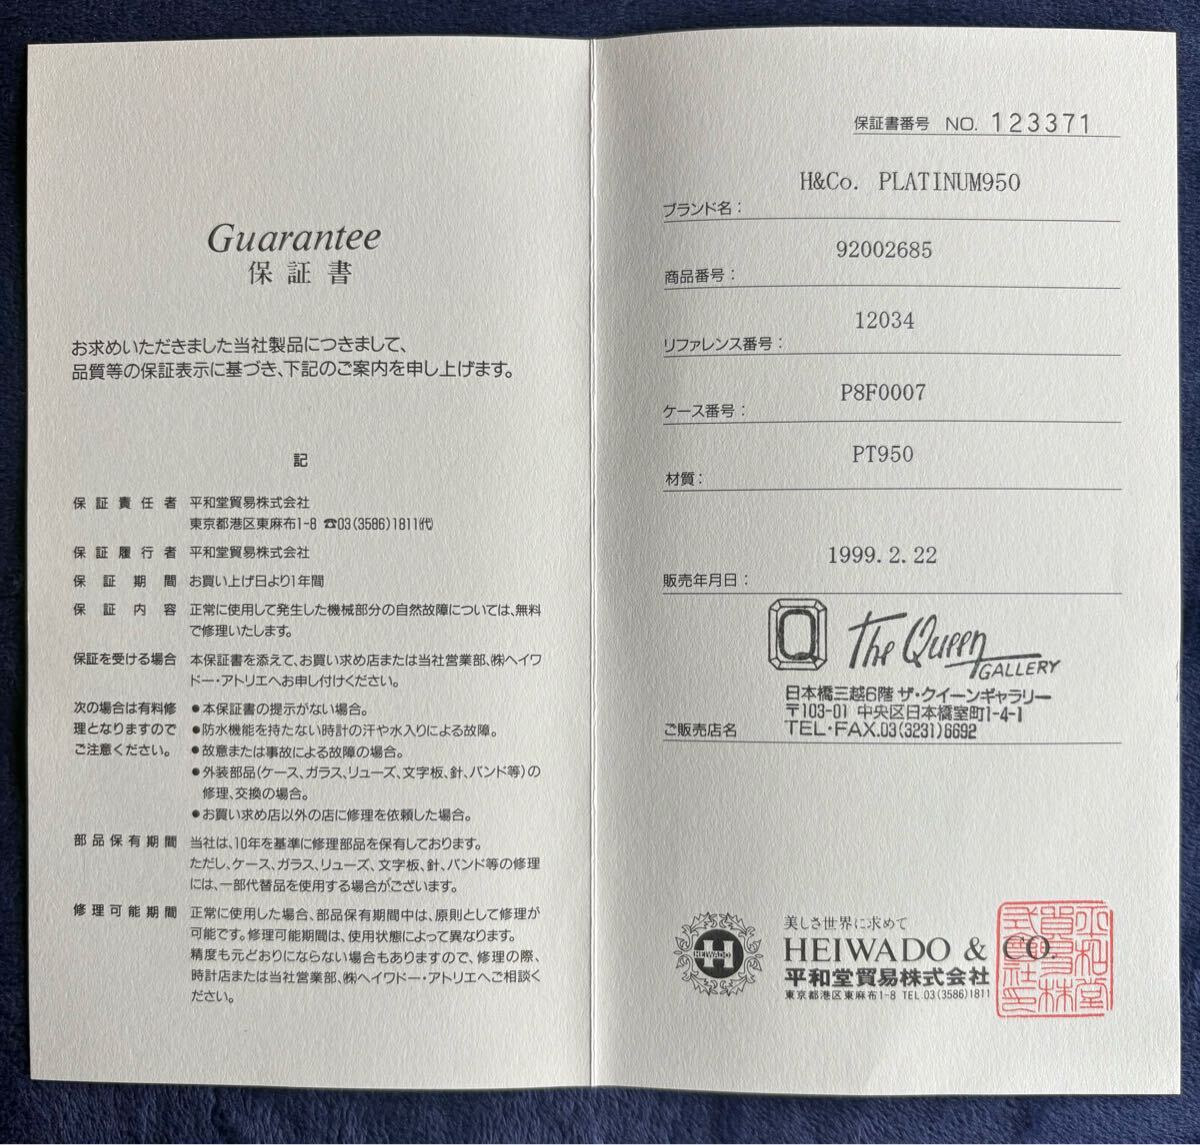 Guarantee
保証書
お求めいただきました当社製品につきまして、
品質等の保証表示に基づき、下記のご案内を申し上げます。
記
保証責任者 平和堂貿易株式会社
東京都港区東麻布1-8 ☎03(3586)1811(代)
保証履行者 平和堂貿易株式会社
保証期間 お買い上げ日より1年間
保証内容 正常に使用して発生した機械部分の自然故障については、無料
で修理いたします。
保証を受ける場合 本保証書を添えて、お買い求め店または当社営業部、㈱ヘイワ
ドー・アトリエへお申し付けください。
次の場合は有料修 ●本保証書の提示がない場合。
理となりますので ●防水機能を持たない時計の汗や水入りによる故障。
ご注意ください。 ●故意または事故による故障の場合。
●外装部品(ケース、ガラス、リューズ、文字板、針、バンド等)の
修理、交換の場合。
●お買い求め店以外の店に修理を依頼した場合。
部品保有期間 当社は、10年を基準に修理部品を保有しております。
ただし、ケース、ガラス、リューズ、文字板、針、バンド等の修理
には、一部代替品を使用する場合がございます。
修理可能期間 正常に使用した場合、部品保有期間中は、原則として修理が
可能です。修理可能期間は、使用状態によって異なります。
精度も元どおりにならない場合もありますので、修理の際、
時計店または当社営業部、㈱ヘイワドー・アトリエへご相談く
ださい。
保証書番号 NO. 123371
H&Co. PLATINUM950
ブランド名:
92002685
商品番号:
12034
リファレンス番号:
P8F0007
ケース番号:
PT950
材質:
1999.2.22
販売年月日:
Q The Queen
GALLERY
日本橋三越6階 ザ・クイーンギャラリー
〒103-01 中央区日本橋室町1-4-1
ご販売店名 TEL・FAX.03(3231)6692
美しさ世界に求めて
H
HEIWADO
HEIWADO & CO.
平和堂貿易株式会社
東京都港区東麻布1-8 TEL 03(3586)1811
平和堂
貿易株
式会社印